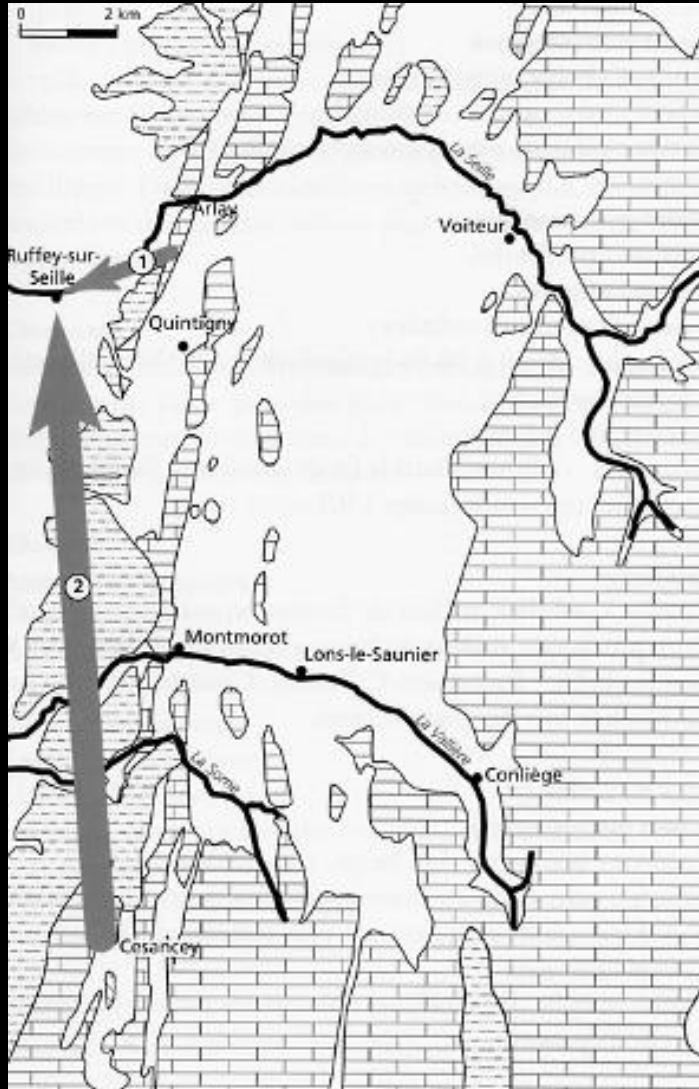 0 2 km
La Seille
Arlay
Voiteur
Ruffey-sur-
Seille
1
Quintigny
2
Montmorot
Lons-le-Saunier
La Vallière
La Sorne
Conliège
Cesancey